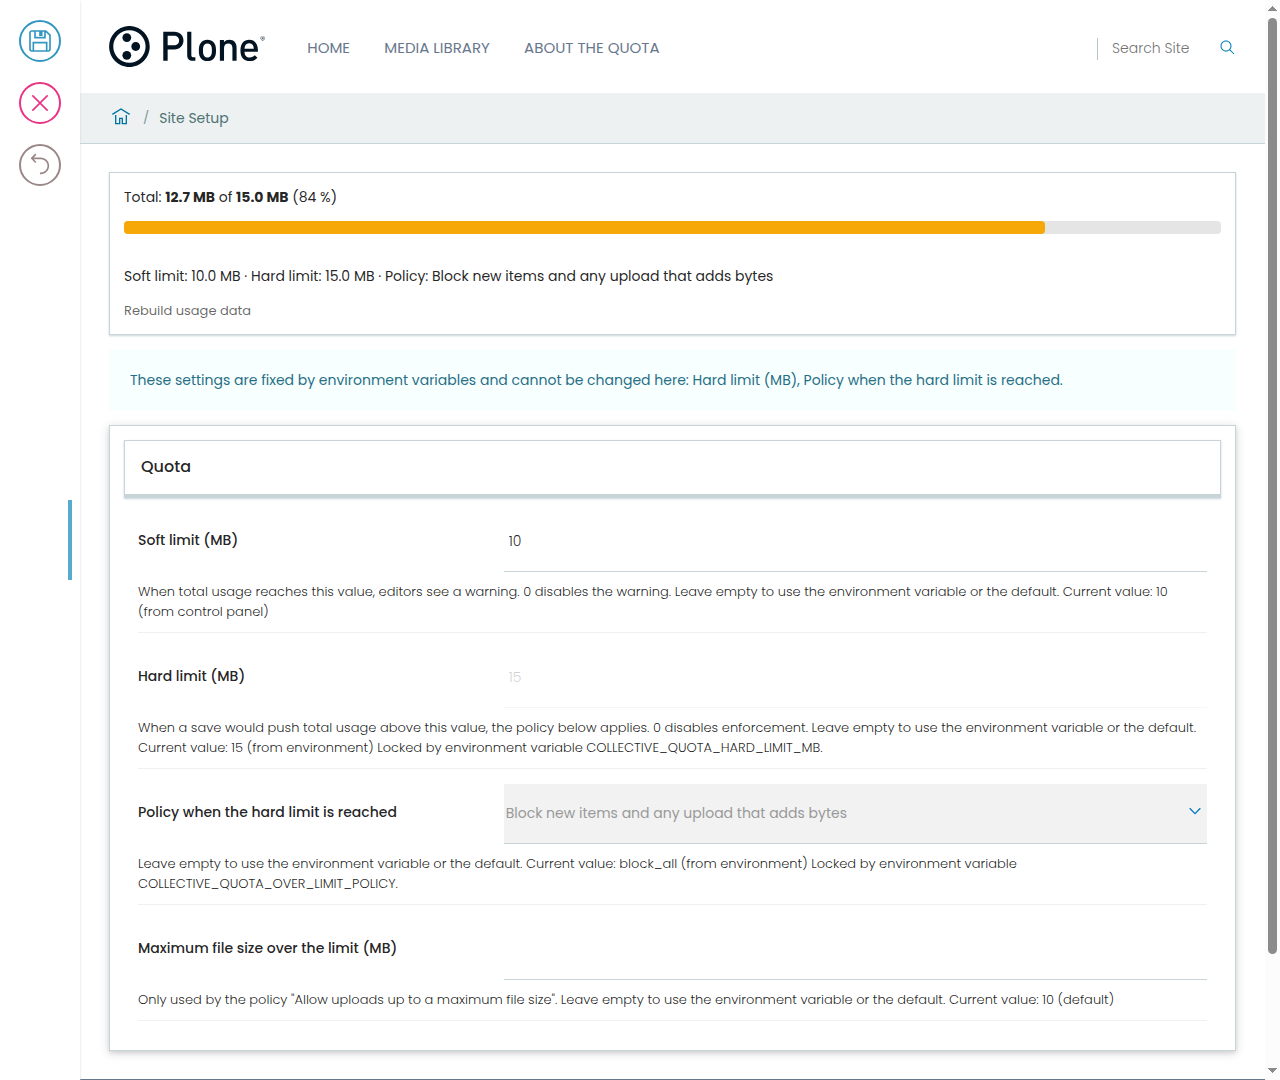 Plone®
HOME
MEDIA LIBRARY
ABOUT THE QUOTA
Search Site
/ Site Setup
Total: 12.7 MB of 15.0 MB (84 %)
Soft limit: 10.0 MB · Hard limit: 15.0 MB · Policy: Block new items and any upload that adds bytes
Rebuild usage data
These settings are fixed by environment variables and cannot be changed here: Hard limit (MB), Policy when the hard limit is reached.
Quota
Soft limit (MB)
10
When total usage reaches this value, editors see a warning. 0 disables the warning. Leave empty to use the environment variable or the default. Current value: 10
(from control panel)
Hard limit (MB)
15
When a save would push total usage above this value, the policy below applies. 0 disables enforcement. Leave empty to use the environment variable or the default.
Current value: 15 (from environment) Locked by environment variable COLLECTIVE_QUOTA_HARD_LIMIT_MB.
Policy when the hard limit is reached
Block new items and any upload that adds bytes
Leave empty to use the environment variable or the default. Current value: block_all (from environment) Locked by environment variable
COLLECTIVE_QUOTA_OVER_LIMIT_POLICY.
Maximum file size over the limit (MB)
Only used by the policy "Allow uploads up to a maximum file size". Leave empty to use the environment variable or the default. Current value: 10 (default)